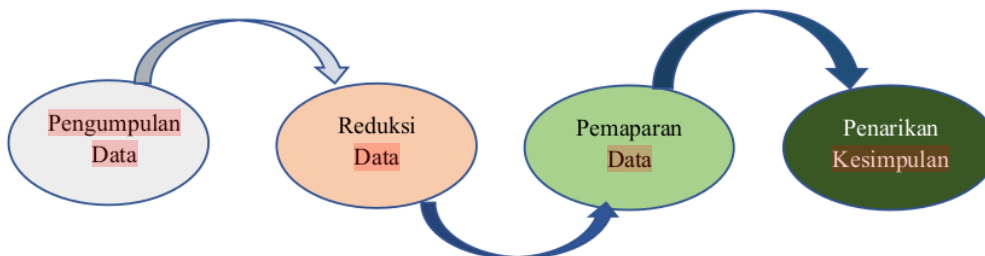 Pengumpulan
Data
Reduksi
Data
Pemaparan
Data
Penarikan
Kesimpulan